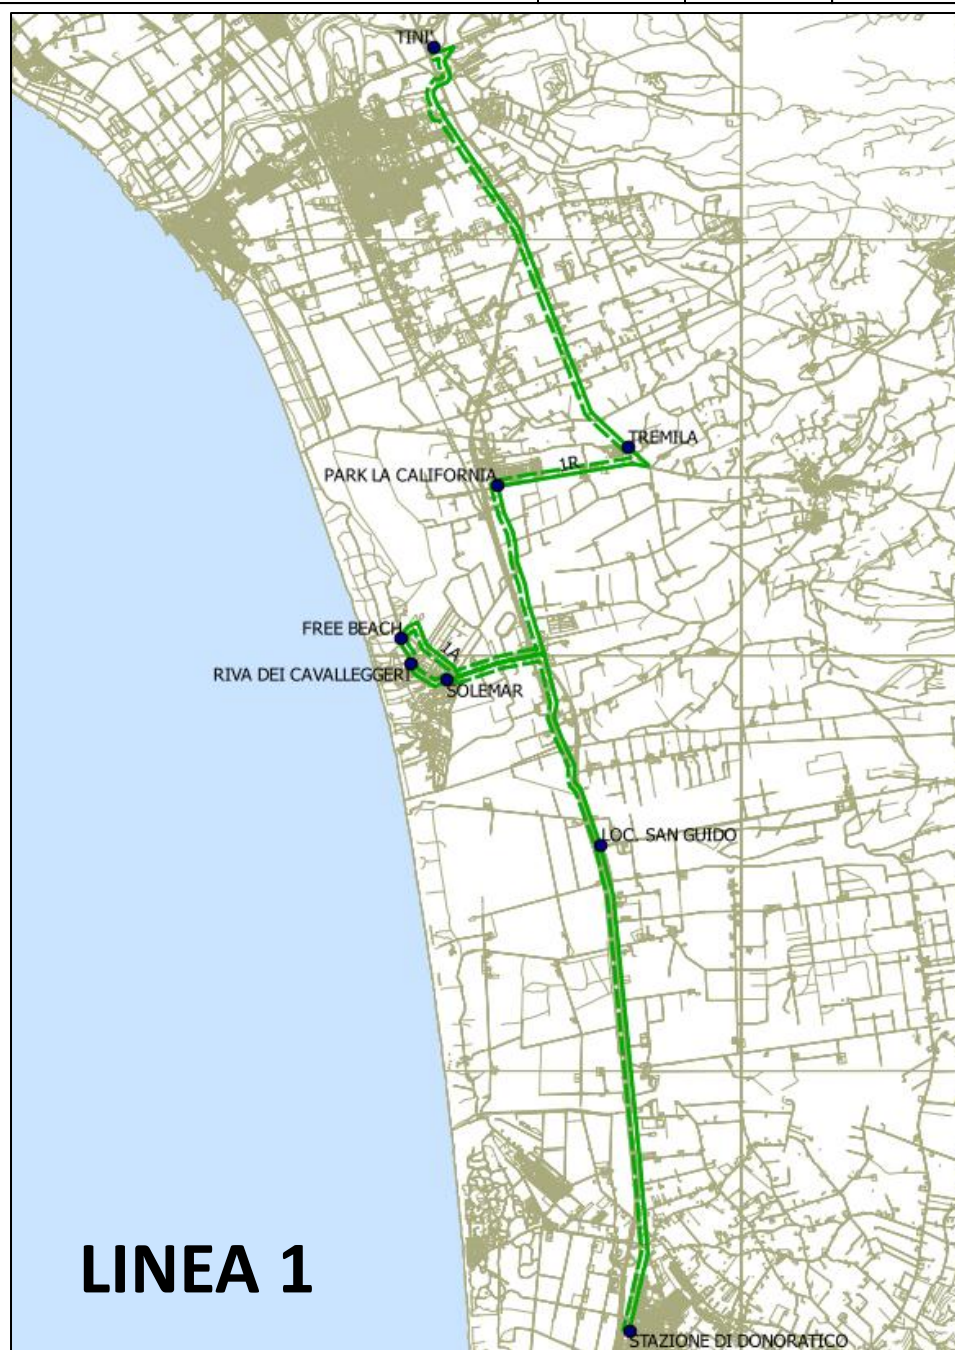 TINI
TREMILA
1R
PARK LA CALIFORNIA
FREE BEACH
1A
RIVA DEI CAVALLEGGERI
SOLEMAR
LOC. SAN GUIDO
LINEA 1
STAZIONE DI DONORATICO